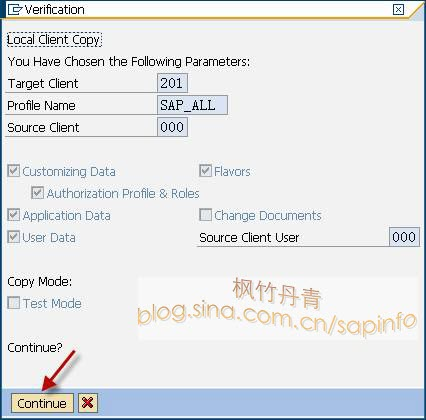 Verification
Local Client Copy
You Have Chosen the Following Parameters:
Target Client 201
Profile Name SAP_ALL
Source Client 000
Customizing Data Flavors
Authorization Profile & Roles
Application Data Change Documents
User Data Source Client User 000
Copy Mode:
Test Mode
枫竹丹青
blog.sina.com.cn/sapinfo
Continue?
Continue